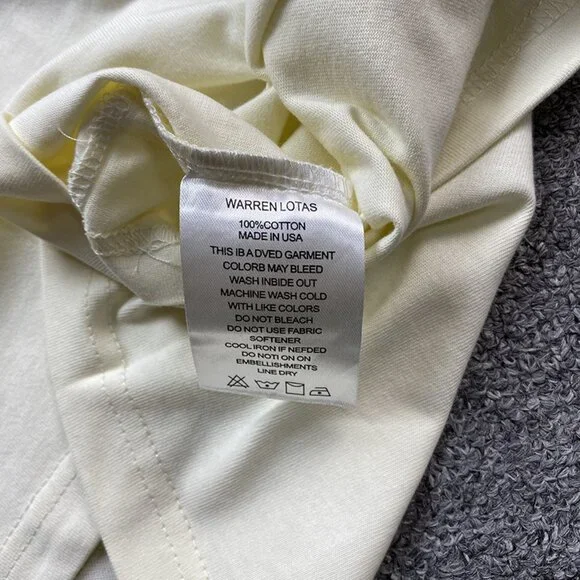 WARREN LOTAS
100%COTTON
MADE IN USA
THIS IB A DVED GARMENT
COLORB MAY BLEED
WASH INBIDE OUT
MACHINE WASH COLD
WITH LIKE COLORS
DO NOT BLEACH
DO NOT USE FABRIC
SOFTENER
COOL IRON IF NEFDED
DO NOTI ON ON
EMBELLISHMENTS
LINE DRY